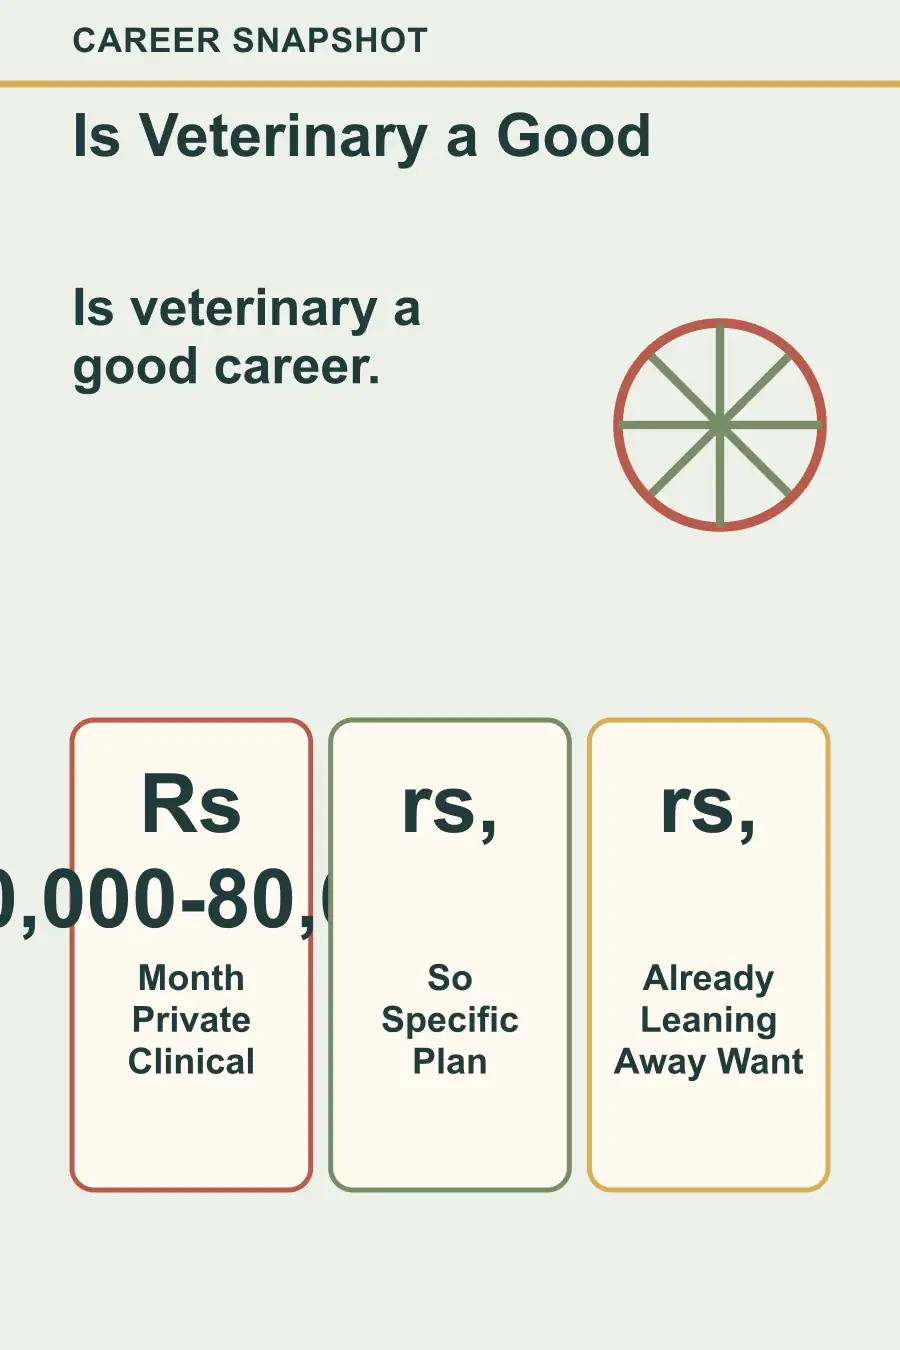 CAREER SNAPSHOT
Is Veterinary a Good
Is veterinary a
good career.
Rs
0,000-80,0
Month
Private
Clinical
rs,
So
Specific
Plan
rs,
Already
Leaning
Away Want